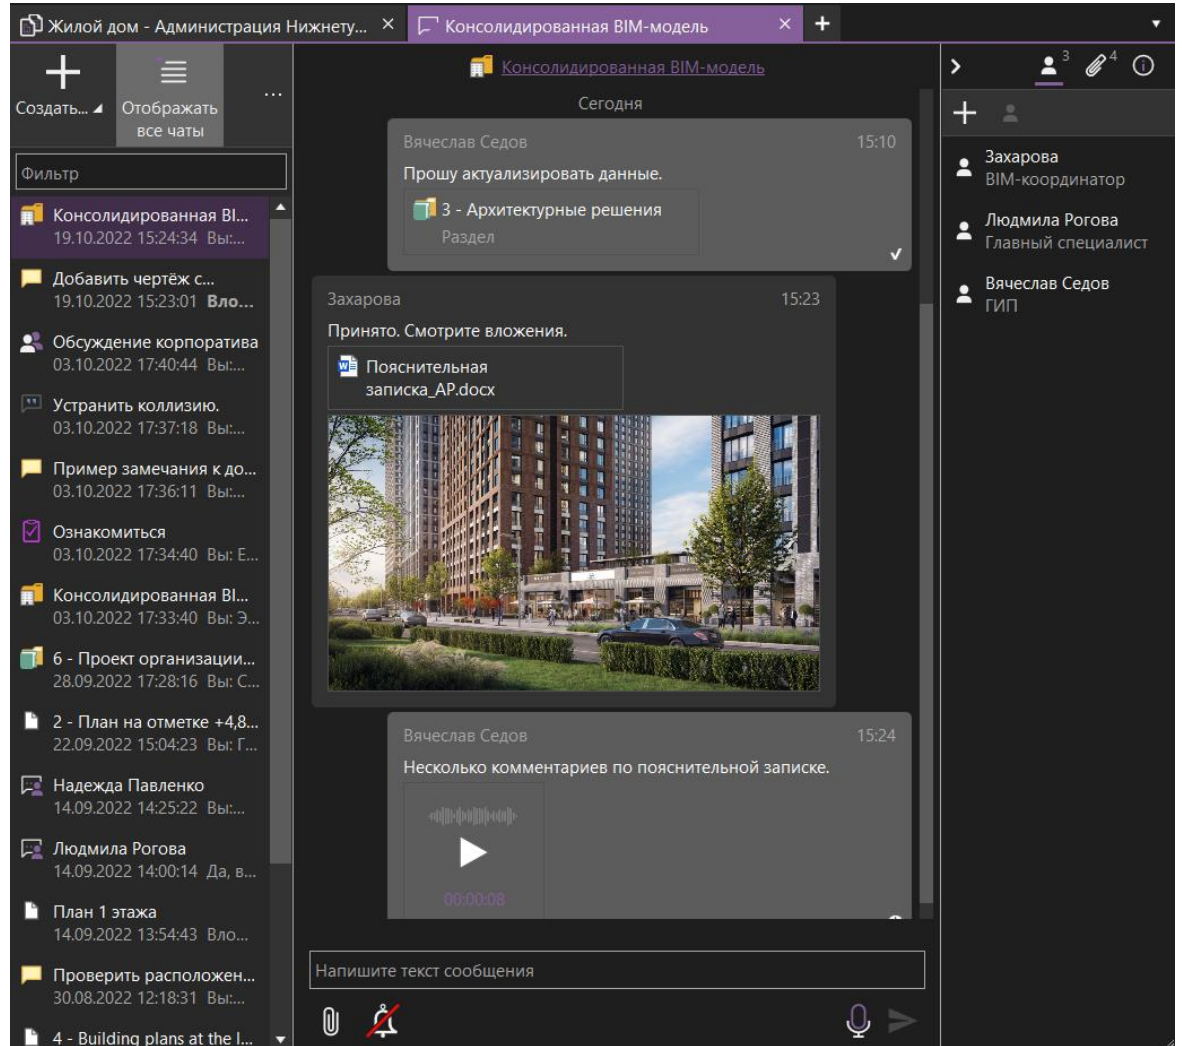 Жилой дом - Администрация Нижнету...
Консолидированная BIM-модель
Создать...
Отображать
все чаты
...
Фильтр
Консолидированная BI...
19.10.2022 15:24:34 Вы:...
Добавить чертёж с...
19.10.2022 15:23:01 Вло...
Обсуждение корпоратива
03.10.2022 17:40:44 Вы:...
Устранить коллизию.
03.10.2022 17:37:18 Вы:...
Пример замечания к до...
03.10.2022 17:36:11 Вы:...
Ознакомиться
03.10.2022 17:34:40 Вы: Е...
Консолидированная BI...
03.10.2022 17:33:40 Вы: Э...
6 - Проект организации...
28.09.2022 17:28:16 Вы: С...
2 - План на отметке +4,8...
22.09.2022 15:04:23 Вы: Г...
Надежда Павленко
14.09.2022 14:25:22 Вы:...
Людмила Рогова
14.09.2022 14:00:14 Да, в...
План 1 этажа
14.09.2022 13:54:43 Вло...
Проверить расположен...
30.08.2022 12:18:31 Вы:...
4 - Building plans at the l...
Консолидированная BIM-модель
Сегодня
Вячеслав Седов 15:10
Прошу актуализировать данные.
3 - Архитектурные решения
Раздел
Захарова 15:23
Принято. Смотрите вложения.
Пояснительная
записка_АР.docx
Вячеслав Седов 15:24
Несколько комментариев по пояснительной записке.
00:00:08
Напишите текст сообщения
3 4
Захарова
BIM-координатор
Людмила Рогова
Главный специалист
Вячеслав Седов
ГИП